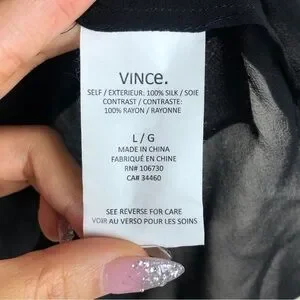 VINCE.
SELF / EXTERIEUR: 100% SILK / SOIE
CONTRAST / CONTRASTE:
100% RAYON / RAYONNE
L / G
MADE IN CHINA
FABRIQUÉ EN CHINE
RN# 106730
CA# 34460
SEE REVERSE FOR CARE
VOIR AU VERSO POUR LES SOINS